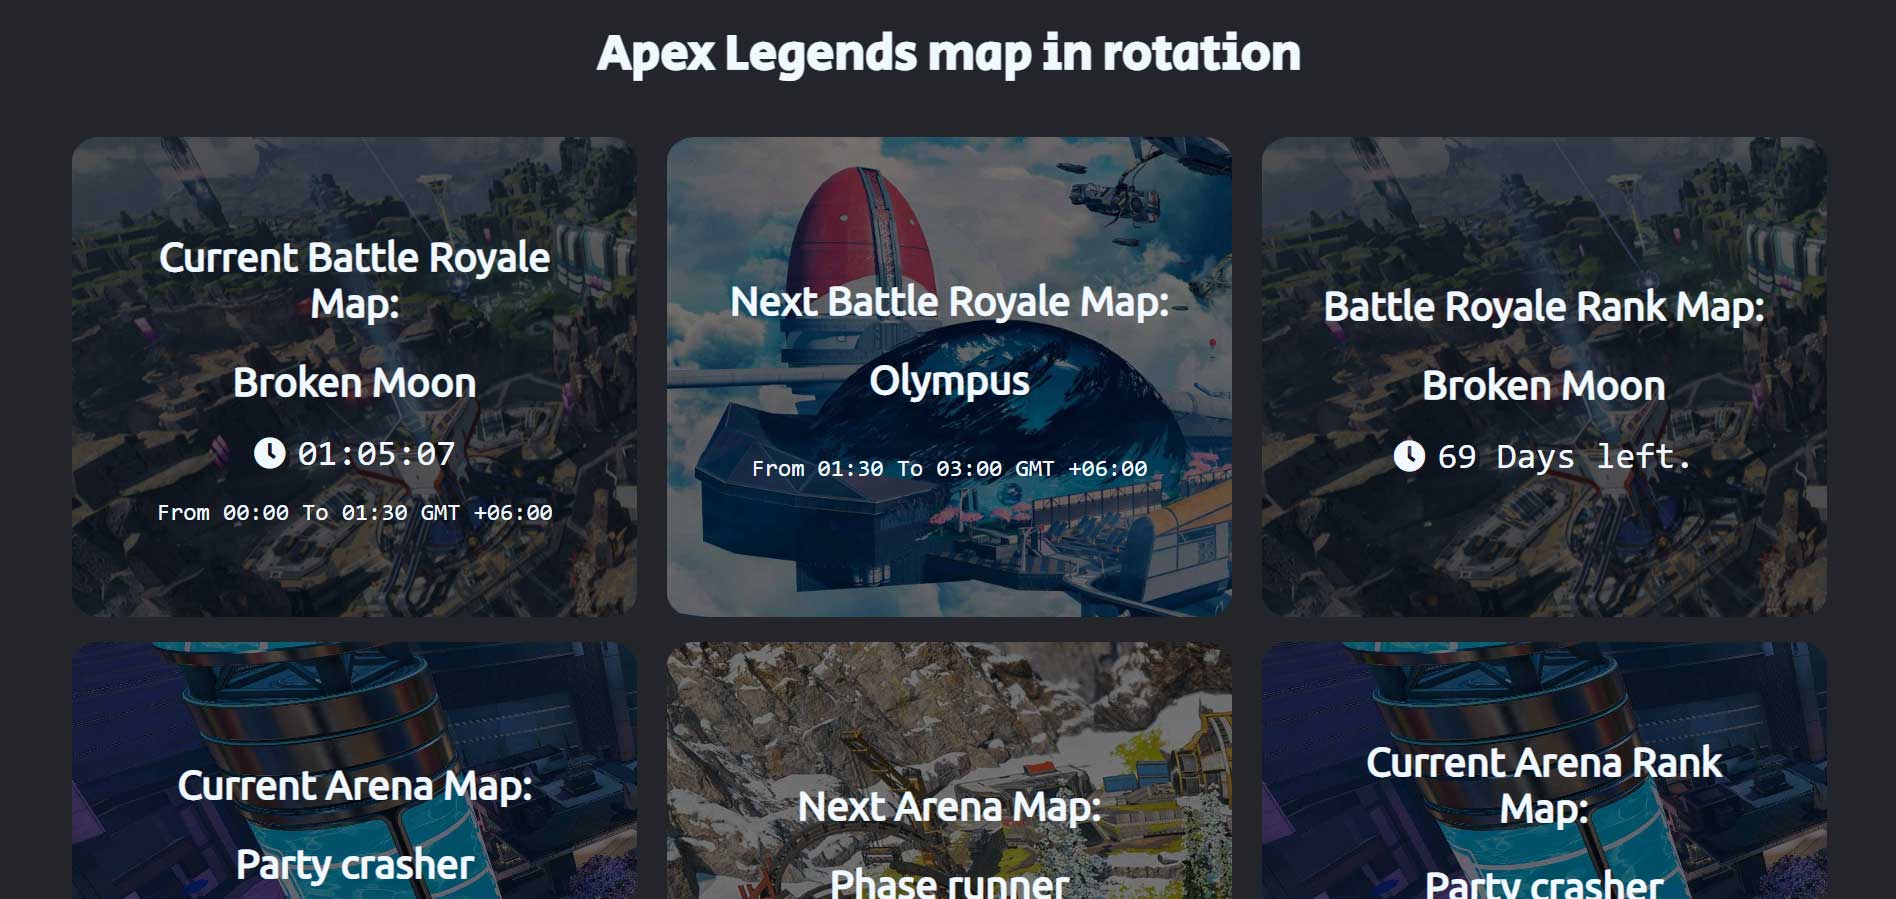 Apex Legends map in rotation
Current Battle Royale
Map:
Broken Moon
01:05:07
From 00:00 To 01:30 GMT +06:00
Next Battle Royale Map:
Olympus
From 01:30 To 03:00 GMT +06:00
Battle Royale Rank Map:
Broken Moon
69 Days left.
Current Arena Map:
Party crasher
Next Arena Map:
Phase runner
Current Arena Rank
Map:
Party crasher